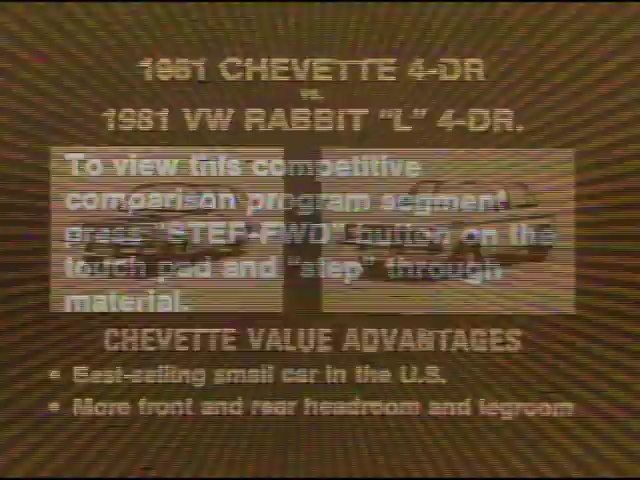 1981 CHEVETTE 4-DR
vs.
1981 VW RABBIT "L" 4-DR.
To view this competitive
comparison program segment
press "STEP-FWD" button on the
touch pad and "step" through
material.
CHEVETTE VALUE ADVANTAGES
• Best-selling small car in the U.S.
• More front and rear headroom and legroom